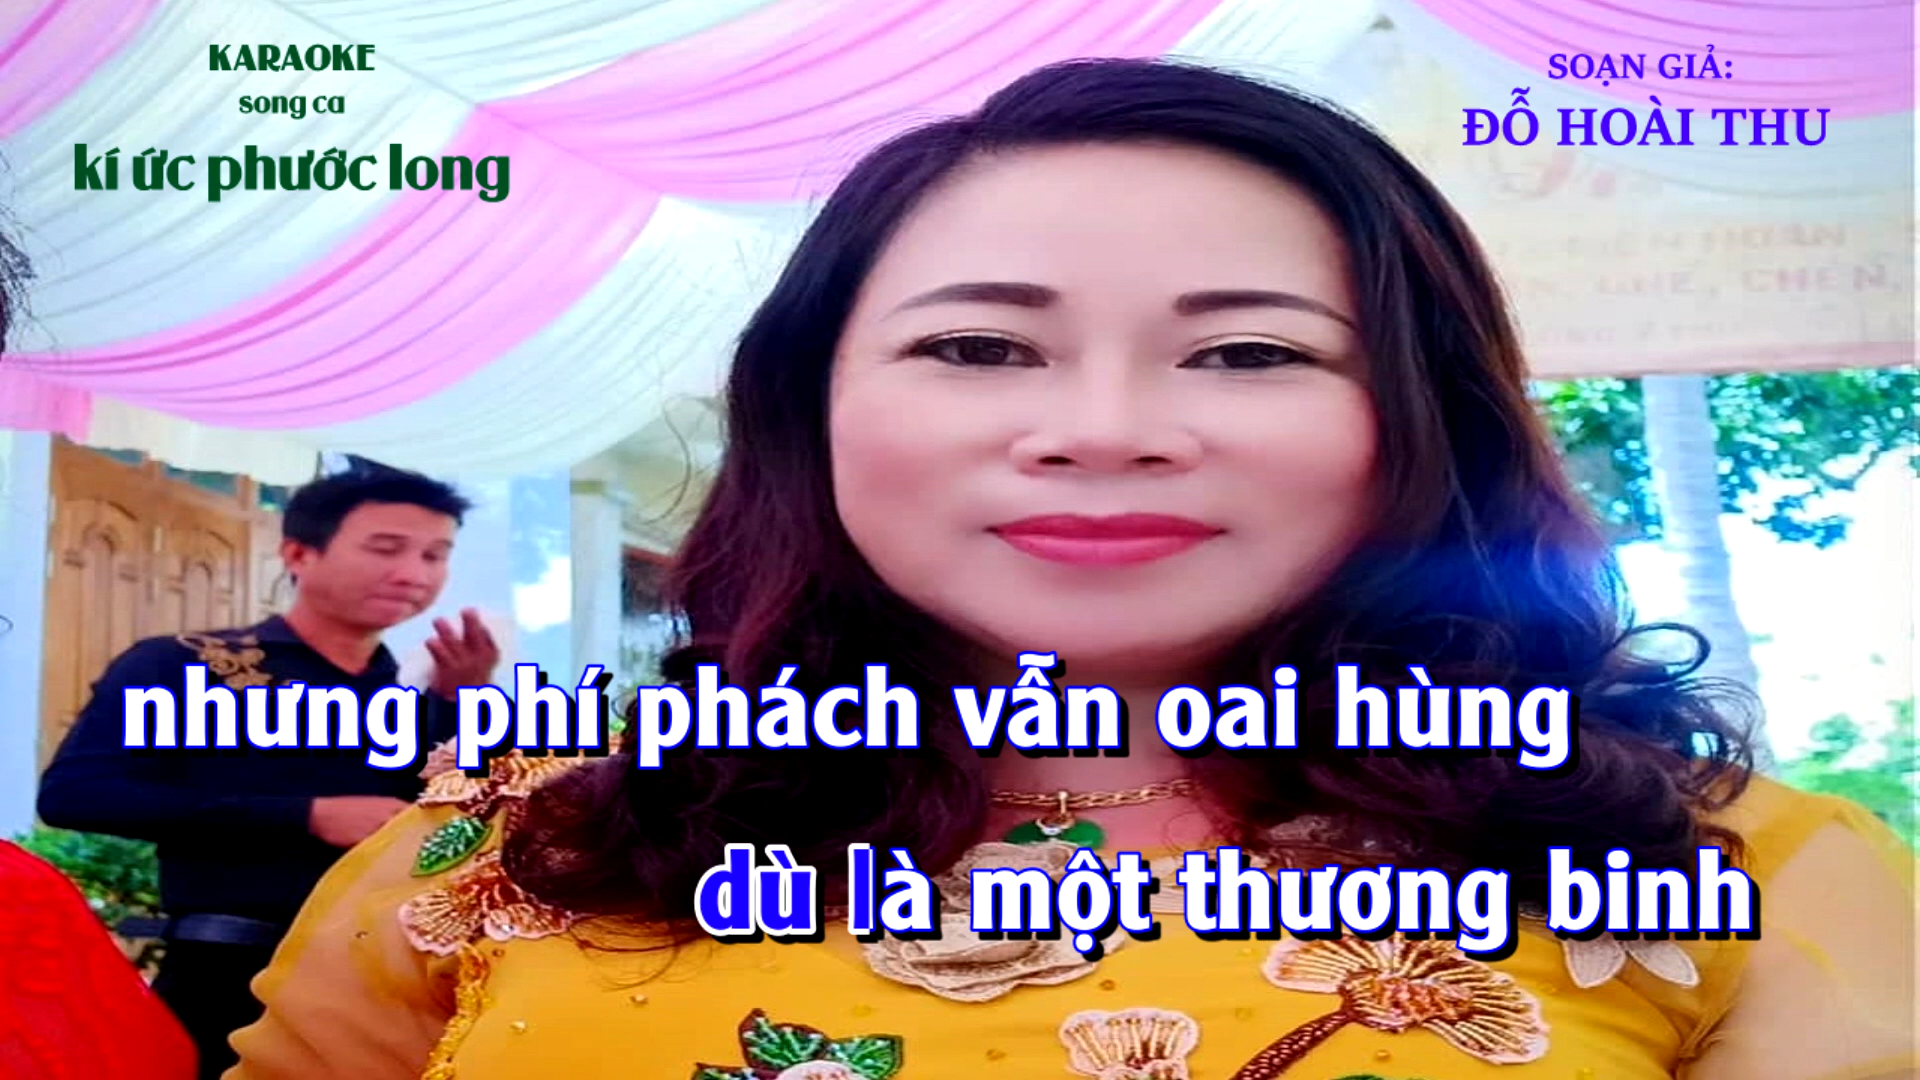 KARAOKE
song ca
kí ức phước long
SOẠN GIẢ:
ĐỖ HOÀI THU
CHÉN,
nhưng phí phách vẫn oai hùng
dù là một thương binh